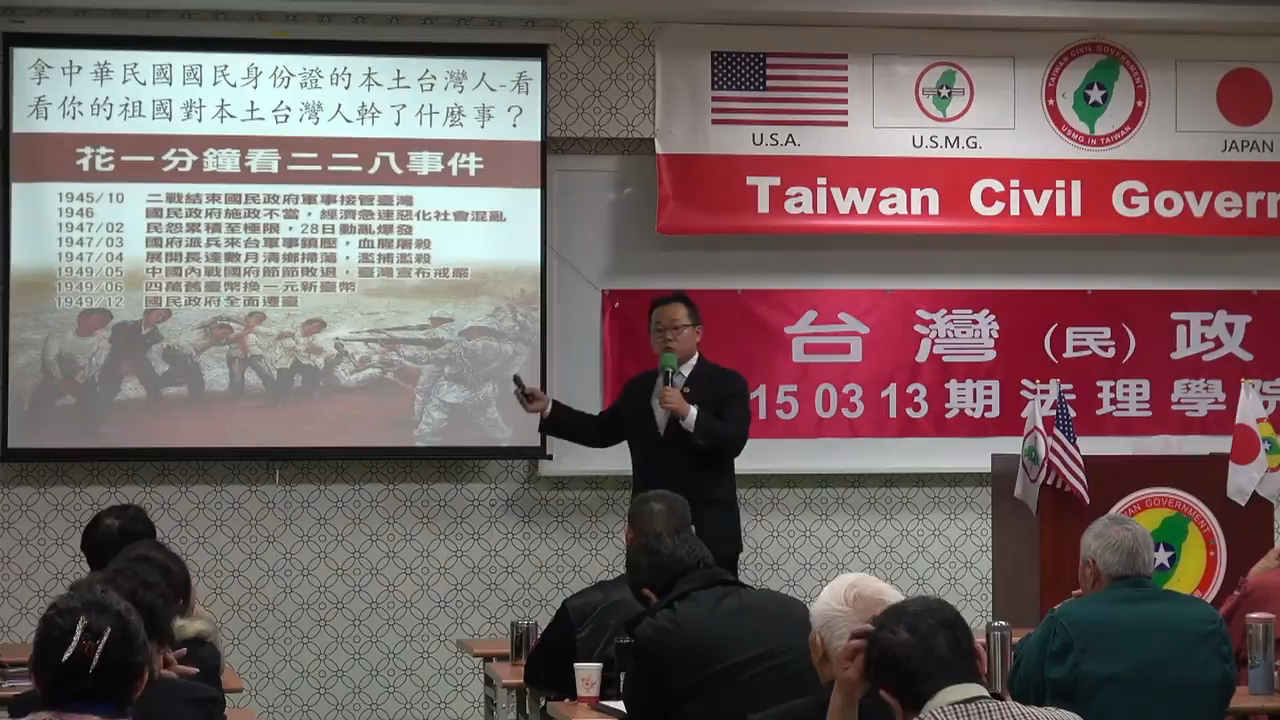 拿中華民國國民身份證的本土台灣人-看
看你的祖國對本土台灣人幹了什麼事？
花一分鐘看二二八事件
1945/10 二戰結束國民政府軍事接管臺灣
1946 國民政府施政不當，經濟急速惡化社會混亂
1947/02 民怨累積至極限，28日動亂爆發
1947/03 國府派兵來台軍事鎮壓，血腥屠殺
1947/04 展開長達數月清鄉掃蕩，濫捕濫殺
1949/05 中國內戰國府節節敗退，臺灣宣布戒嚴
1949/06 四萬舊臺幣換一元新臺幣
1949/12 國民政府全面遷臺
U.S.A.
U.S.M.G.
TAIWAN CIVIL GOVERNMENT
USMG IN TAIWAN
JAPAN
Taiwan Civil Govern
台灣（民）政
15 03 13 期法理學院
AN GOVERNMENT